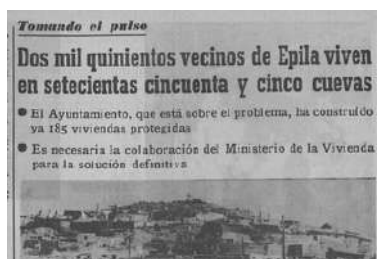 Tomando el pulso
Dos mil quinientos vecinos de Epila viven
en setecientas cincuenta y cinco cuevas
● El Ayuntamiento, que está sobre el problema, ha construído
ya 185 viviendas protegidas
● Es necesaria la colaboración del Ministerio de la Vivienda
para la solución definitiva